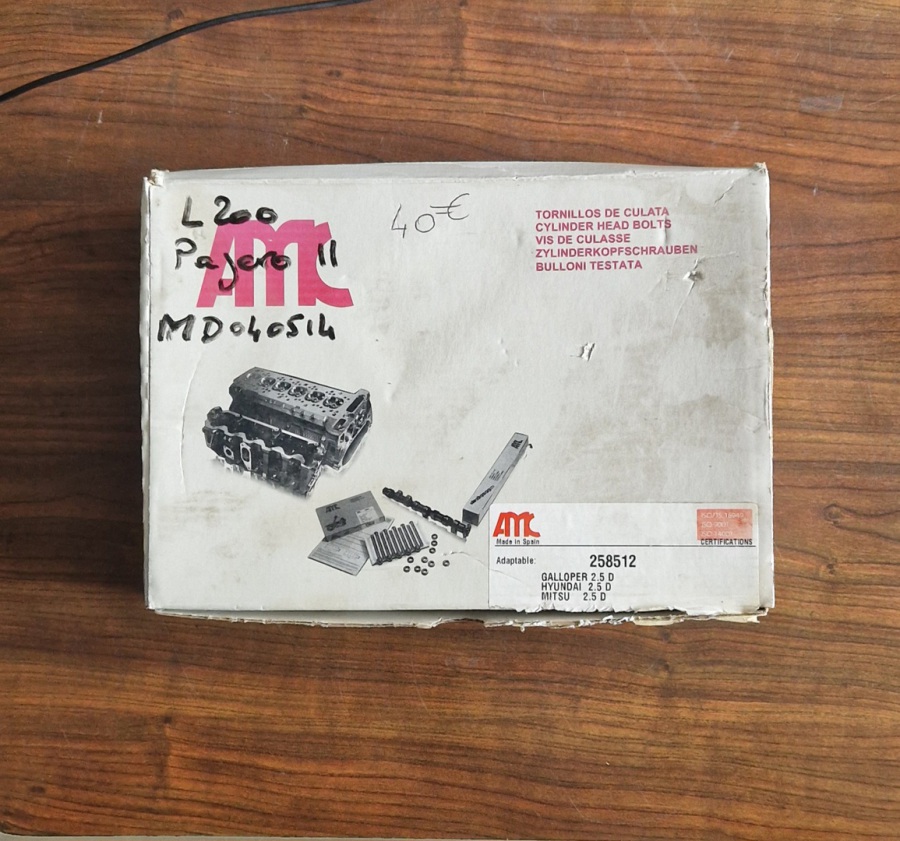 L200
Pajero II
MD040514
40€
AMC
TORNILLOS DE CULATA
CYLINDER HEAD BOLTS
VIS DE CULASSE
ZYLINDERKOPFSCHRAUBEN
BULLONI TESTATA
AMC
AMC
Made in Spain
CERTIFICATIONS
Adaptable: 258512
GALLOPER 2.5 D
HYUNDAI 2.5 D
MITSU 2.5 D